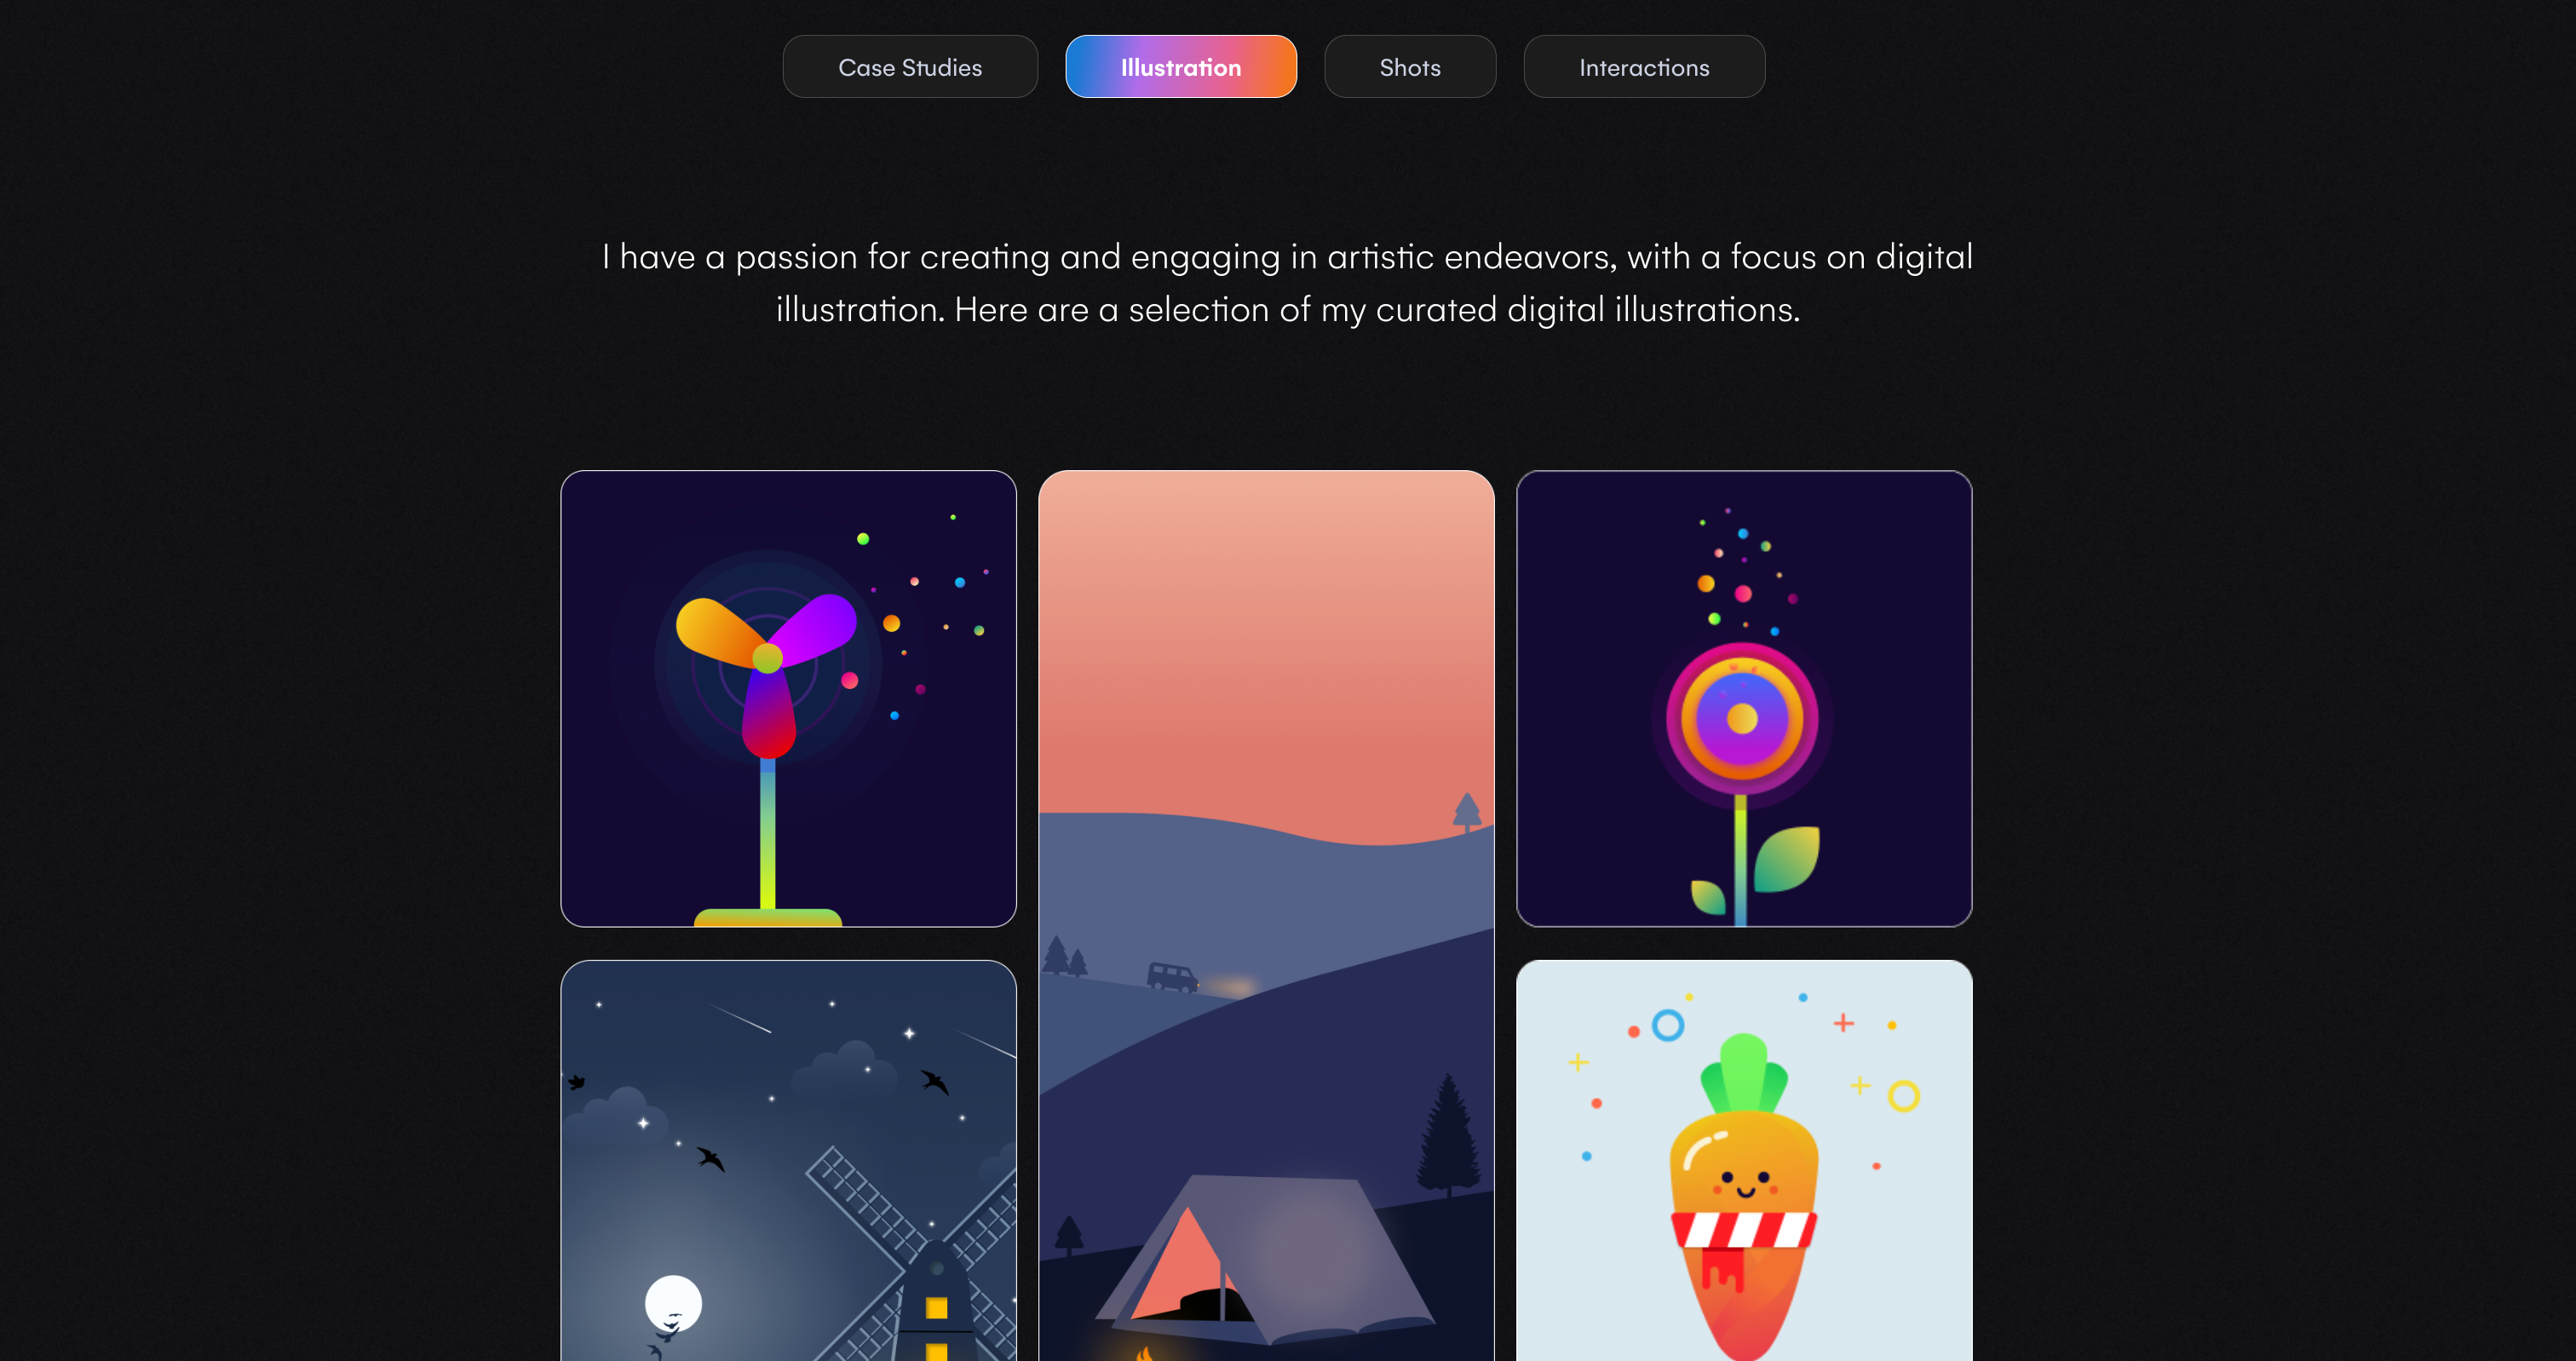 Case Studies
Illustration
Shots
Interactions
I have a passion for creating and engaging in artistic endeavors, with a focus on digital
illustration. Here are a selection of my curated digital illustrations.